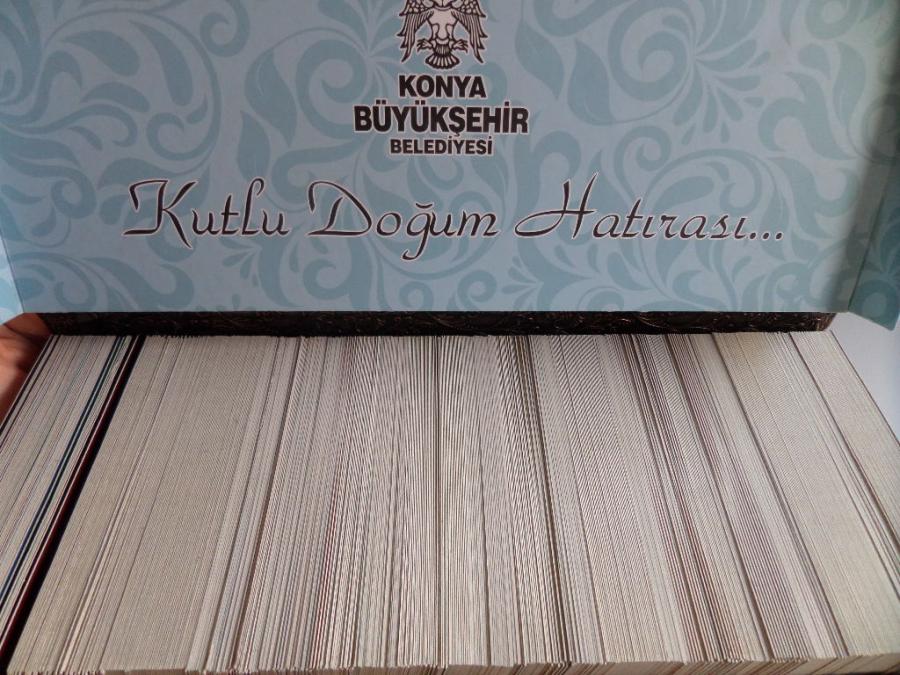 KONYA
BÜYÜKŞEHİR
BELEDİYESİ
Kutlu Doğum Hatırası...